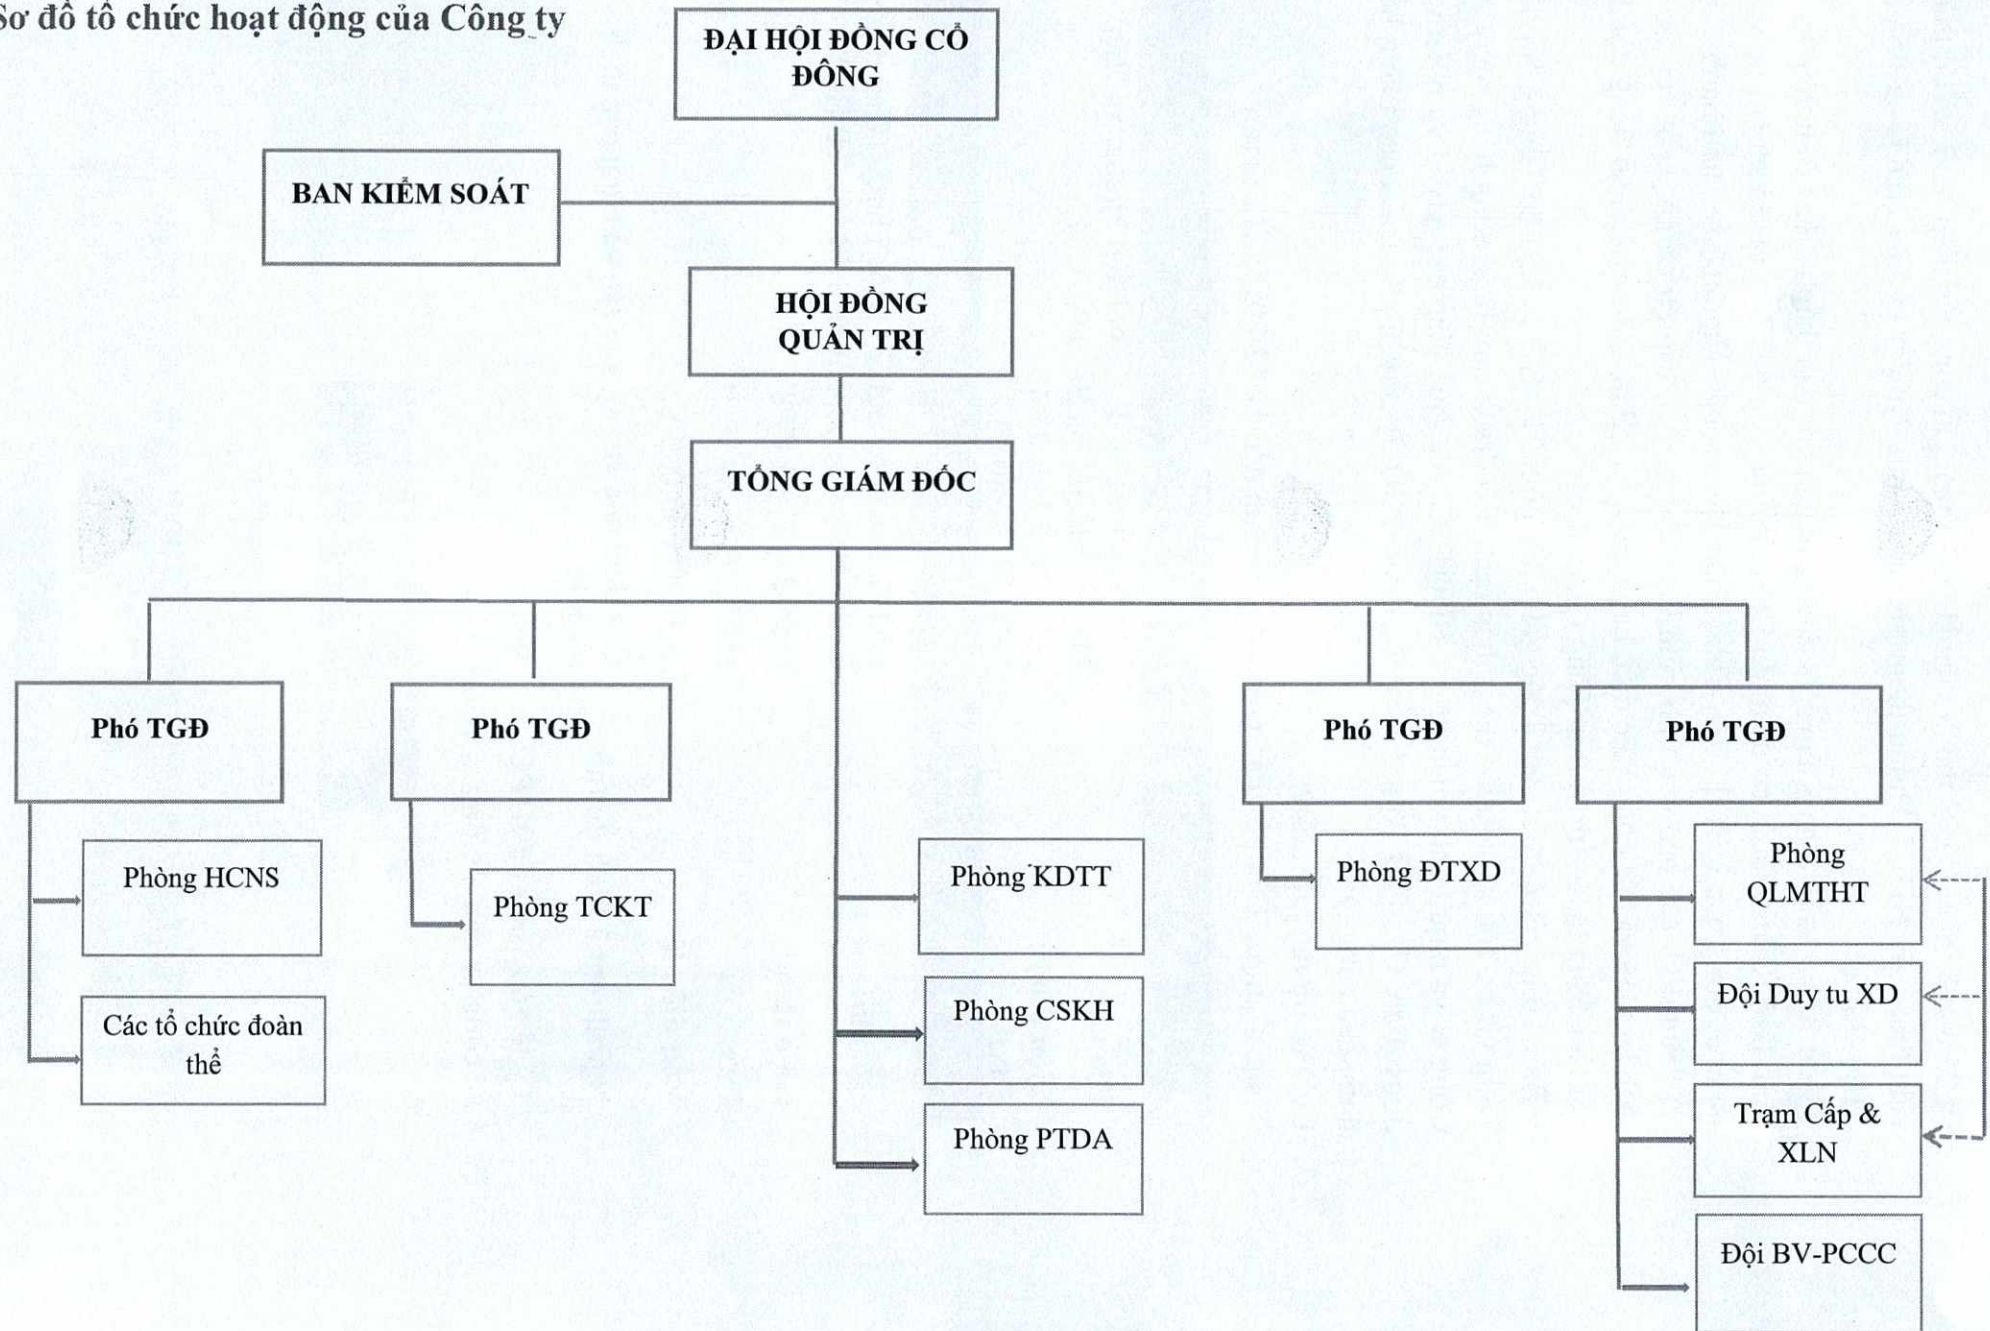 Sơ đồ tổ chức hoạt động của Công ty
ĐẠI HỘI ĐỒNG CỔ
ĐÔNG
BAN KIỂM SOÁT
HỘI ĐỒNG
QUẢN TRỊ
TỔNG GIÁM ĐỐC
Phó TGĐ
Phó TGĐ
Phó TGĐ
Phó TGĐ
Phòng HCNS
Các tổ chức đoàn
thể
Phòng TCKT
Phòng KDTT
Phòng CSKH
Phòng PTDA
Phòng ĐTXD
Phòng
QLMTHT
Đội Duy tu XD
Trạm Cấp &
XLN
Đội BV-PCCC